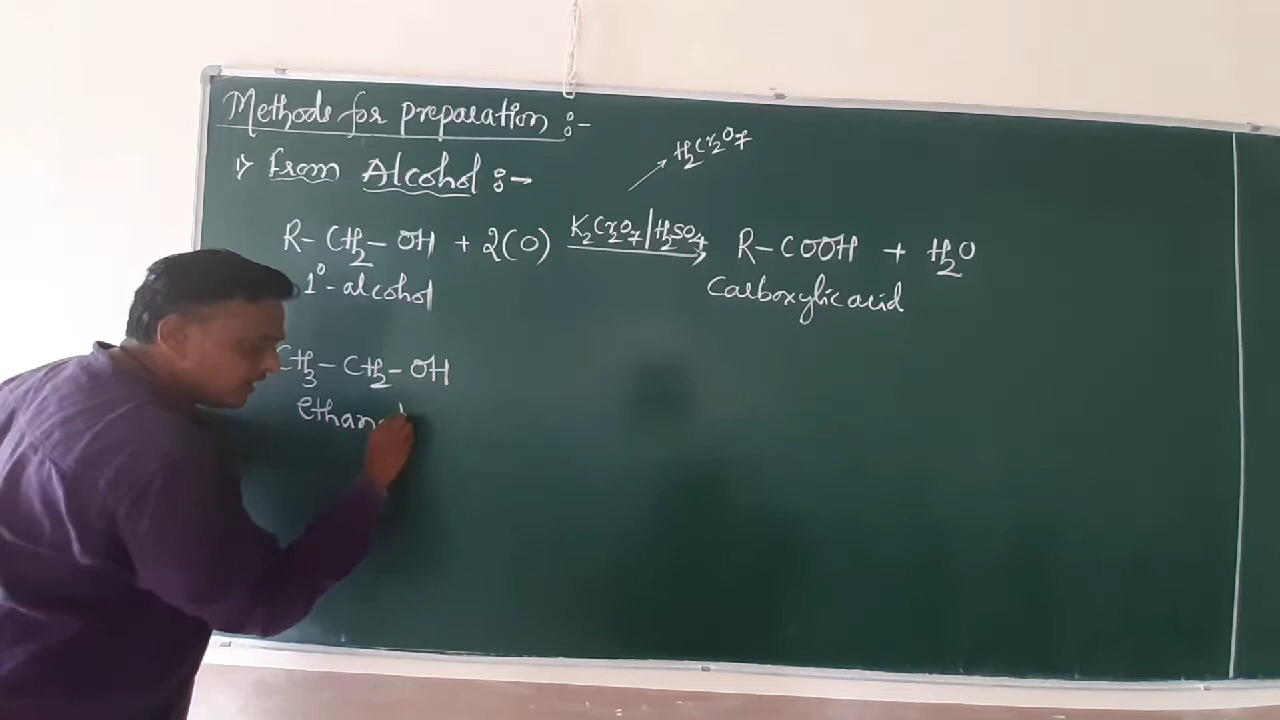 Methods for preparation :-
1> from Alcohol :-
H2Cr2O7
R-CH2-OH + 2(O) K2Cr2O7/H2SO4 → R-COOH + H2O
1°-alcohol Carboxylic acid
CH3-CH2-OH
ethan